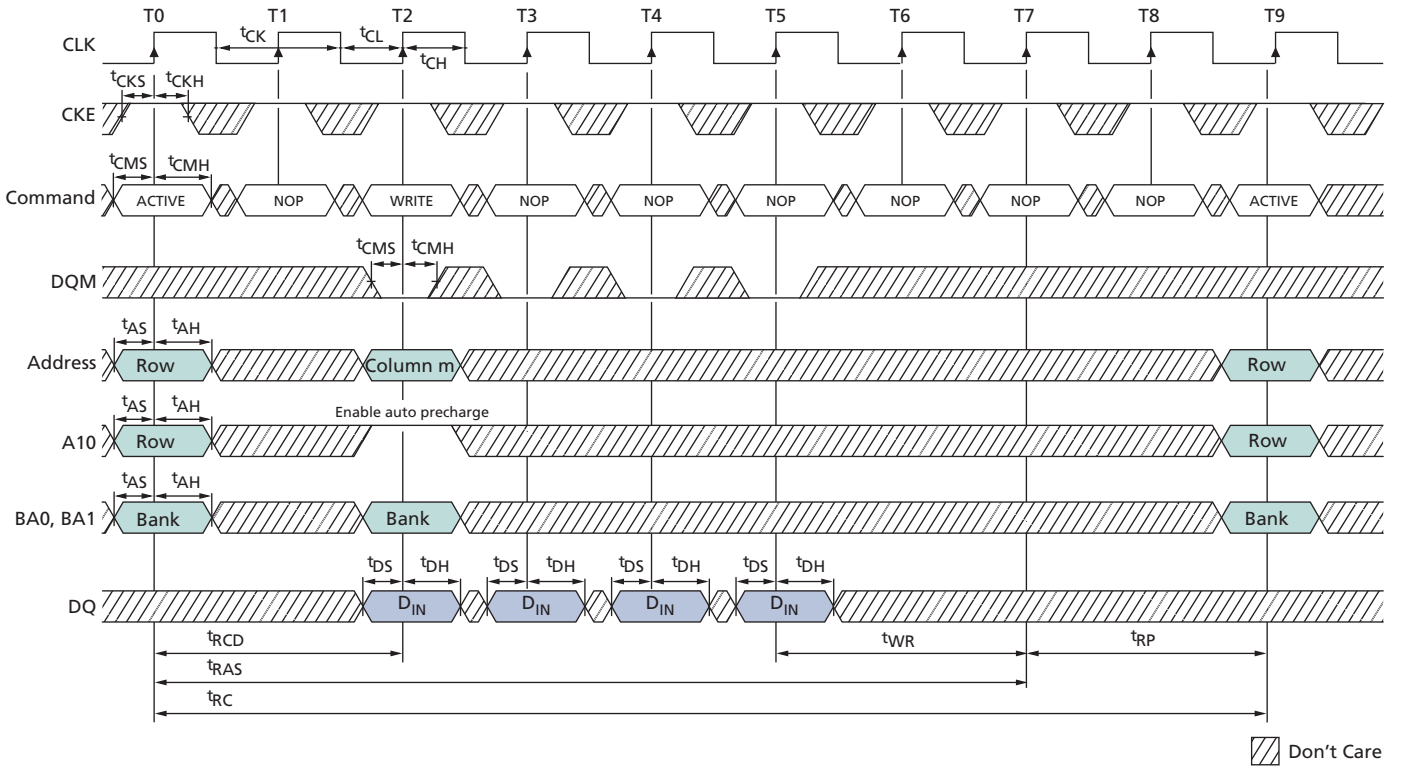 T0 T1 T2 T3 T4 T5 T6 T7 T8 T9
CLK tCK tCL
tCH
tCKS tCKH
CKE
tCMS tCMH
Command ACTIVE NOP WRITE NOP NOP NOP NOP NOP NOP ACTIVE
tCMS tCMH
DQM
tAS tAH
Address Row Column m Row
tAS tAH Enable auto precharge
A10 Row Row
tAS tAH
BA0, BA1 Bank Bank Bank
tDS tDH tDS tDH tDS tDH tDS tDH
DQ DIN DIN DIN DIN
tRCD tWR tRP
tRAS
tRC
Don't Care